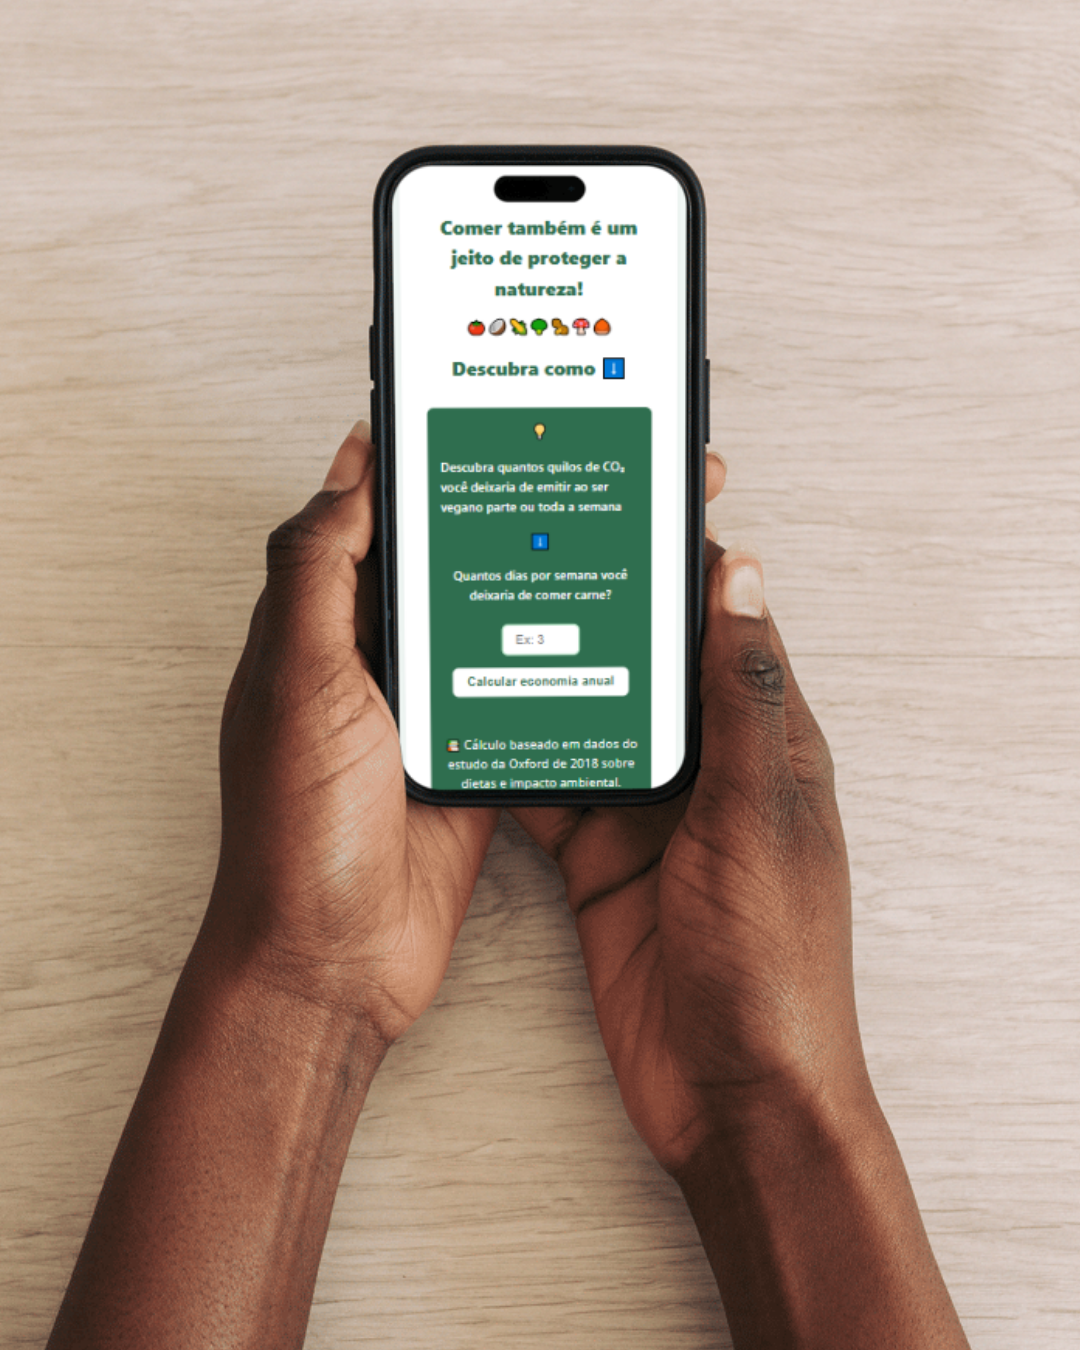 Comer também é um
jeito de proteger a
natureza!
Descubra como
Descubra quantos quilos de CO₂
você deixaria de emitir ao ser
vegano parte ou toda a semana
Quantos dias por semana você
deixaria de comer carne?
Ex: 3
Calcular economia anual
Cálculo baseado em dados do
estudo da Oxford de 2018 sobre
dietas e impacto ambiental.